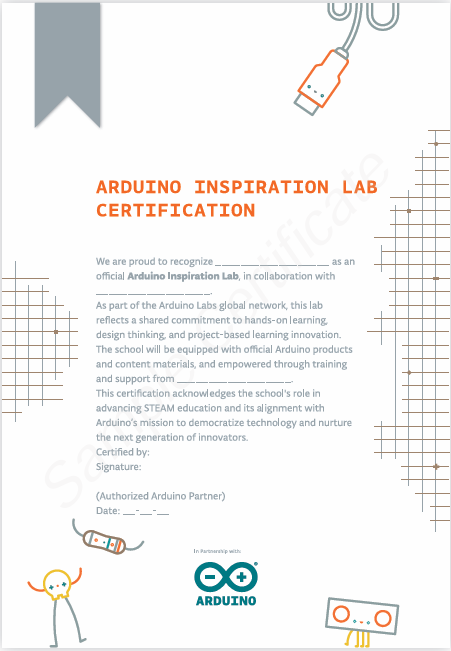 ARDUINO INSPIRATION LAB
CERTIFICATION
We are proud to recognize ______________________ as an
official Arduino Inspiration Lab, in collaboration with
______________________.
As part of the Arduino Labs global network, this lab
reflects a shared commitment to hands-on learning,
design thinking, and project-based learning innovation.
The school will be equipped with official Arduino products
and content materials, and empowered through training
and support from ______________________.
This certification acknowledges the school's role in
advancing STEAM education and its alignment with
Arduino's mission to democratize technology and nurture
the next generation of innovators.
Certified by:
Signature:
(Authorized Arduino Partner)
Date: __-__-__
Sample Certificate
In Partnership with:
ARDUINO